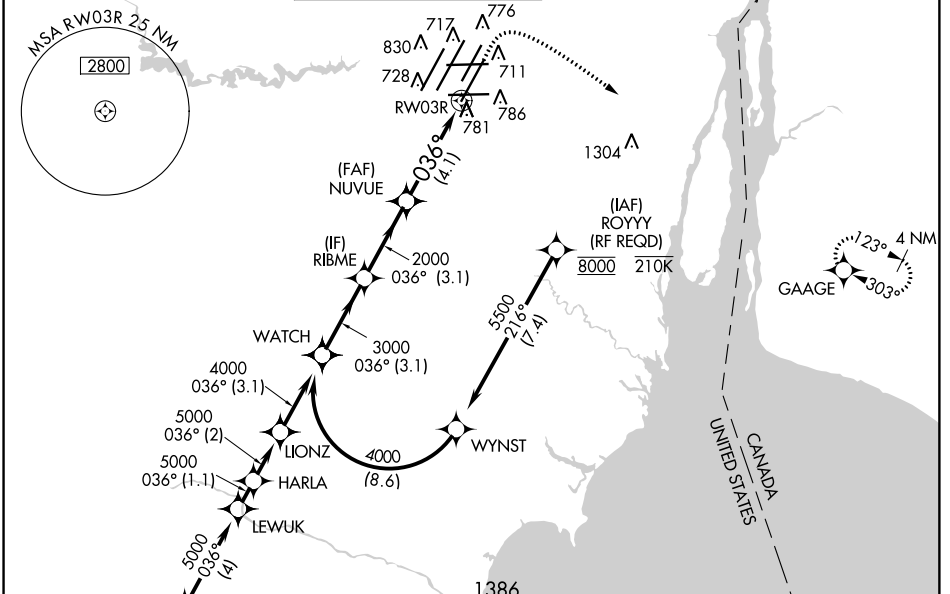 MSA RW03R 25 NM
2800
776
717
830
711
728
RW03R
786
781
1304
036°
(4.1)
(FAF)
NUVUE
(IAF)
ROYYY
(RF REQD)
8000 210K
(IF)
RIBME
2000
036° (3.1)
123°
4 NM
303°
GAAGE
5500
216°
(7.4)
WATCH
3000
036° (3.1)
4000
036° (3.1)
5000
036° (2)
LIONZ
WYNST
4000
(8.6)
5000
036° (1.1)
HARLA
LEWUK
CANADA
UNITED STATES
5000
036°
(4)
1386